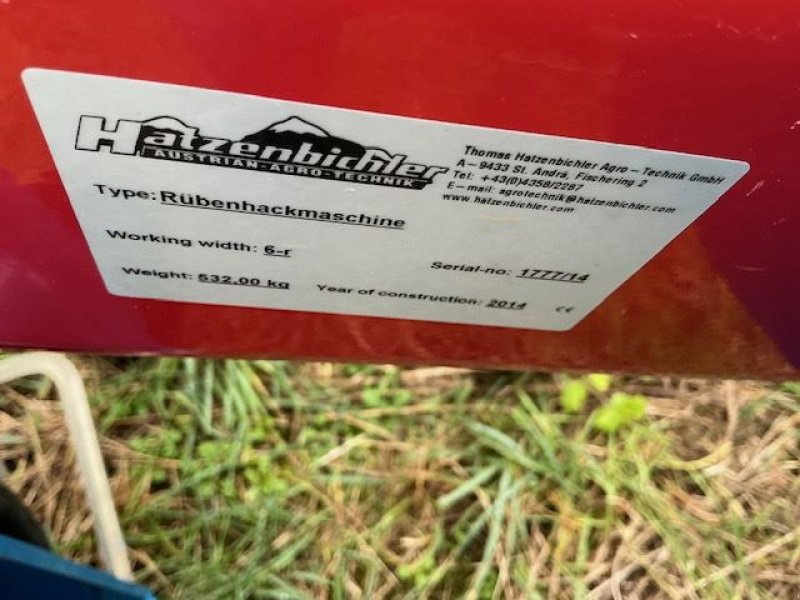 Hatzenbichler
AUSTRIAN-AGRO-TECHNIK
Thomas Hatzenbichler Agro - Technik GmbH
A - 9433 St. Andrä, Fischering 2
Tel: +43(0)4358/2287
E - mail: agrotechnik@hatzenbichler.com
www.hatzenbichler.com
Type: Rübenhackmaschine
Working width: 6-r
Serial-no: 1777/14
Weight: 532,00 kg
Year of construction: 2014 CE